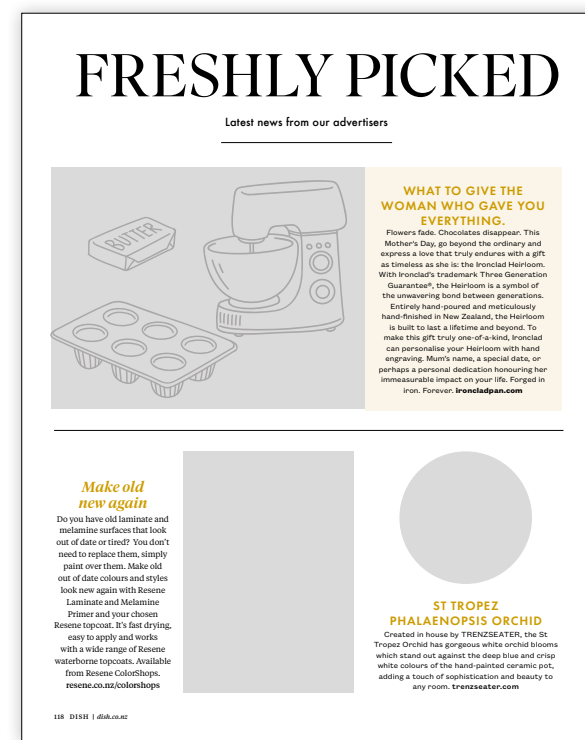 FRESHLY PICKED
Latest news from our advertisers
BUTTER
WHAT TO GIVE THE
WOMAN WHO GAVE YOU
EVERYTHING.
Flowers fade. Chocolates disappear. This
Mother's Day, go beyond the ordinary and
express a love that truly endures with a gift
as timeless as she is: the Ironclad Heirloom.
With Ironclad's trademark Three Generation
Guarantee®, the Heirloom is a symbol of
the unwavering bond between generations.
Entirely hand-poured and meticulously
hand-finished in New Zealand, the Heirloom
is built to last a lifetime and beyond. To
make this gift truly one-of-a-kind, Ironclad
can personalise your Heirloom with hand
engraving. Mum's name, a special date, or
perhaps a personal dedication honouring her
immeasurable impact on your life. Forged in
iron. Forever. ironcladpan.com
Make old
new again
Do you have old laminate and
melamine surfaces that look
out of date or tired? You don't
need to replace them, simply
paint over them. Make old
out of date colours and styles
look new again with Resene
Laminate and Melamine
Primer and your chosen
Resene topcoat. It's fast drying,
easy to apply and works
with a wide range of Resene
waterborne topcoats. Available
from Resene ColorShops.
resene.co.nz/colorshops
ST TROPEZ
PHALAENOPSIS ORCHID
Created in house by TRENZSEATER, the St
Tropez Orchid has gorgeous white orchid blooms
which stand out against the deep blue and crisp
white colours of the hand-painted ceramic pot,
adding a touch of sophistication and beauty to
any room. trenzseater.com
118 DISH | dish.co.nz